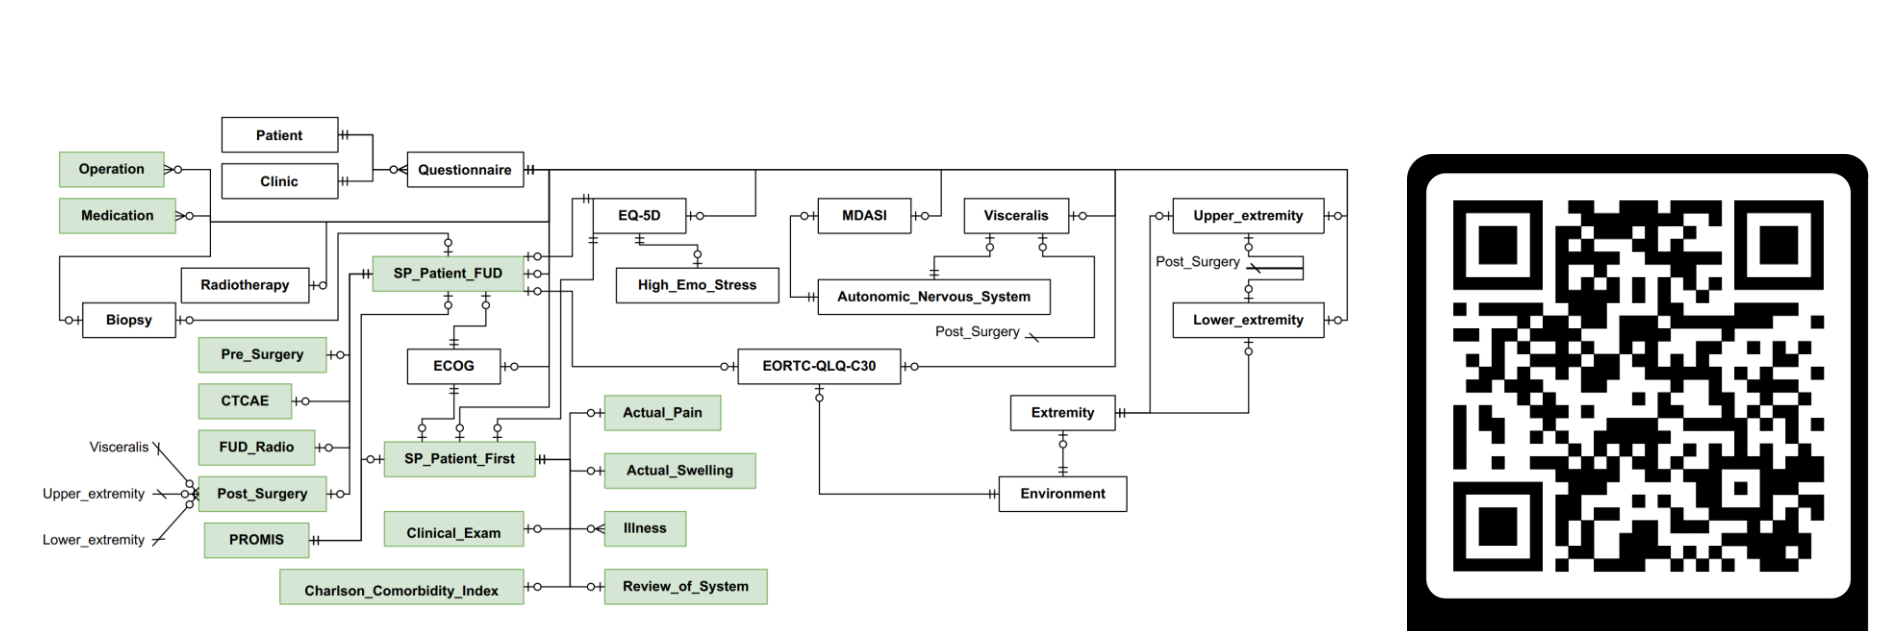 Patient
Operation
Questionnaire
Clinic
Medication
EQ-5D
MDASI
Visceralis
Upper_extremity
Post_Surgery
SP_Patient_FUD
Radiotherapy
High_Emo_Stress
Autonomic_Nervous_System
Biopsy
Lower_extremity
Post_Surgery
Pre_Surgery
ECOG
EORTC-QLQ-C30
CTCAE
Actual_Pain
Extremity
Visceralis
FUD_Radio
SP_Patient_First
Actual_Swelling
Upper_extremity
Post_Surgery
Environment
Lower_extremity
PROMIS
Clinical_Exam
Illness
Charlson_Comorbidity_Index
Review_of_System